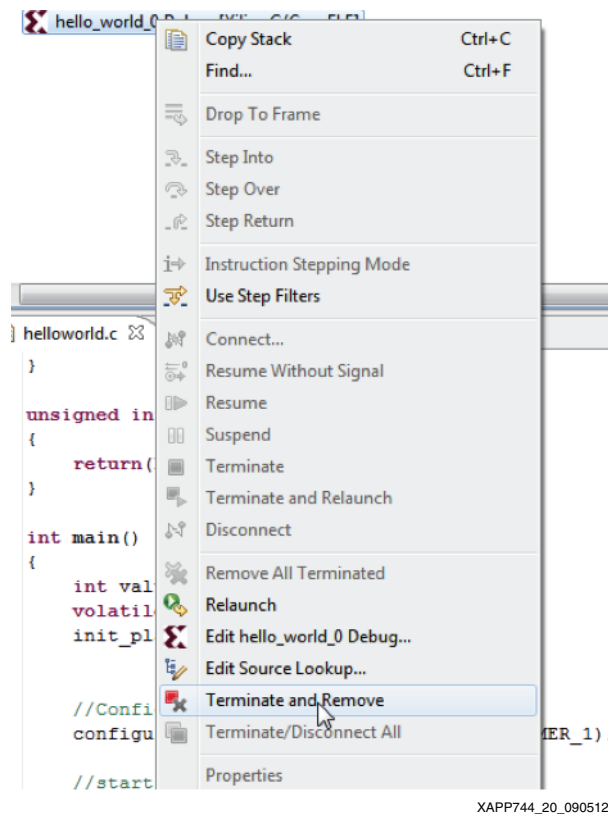 hello_world_0
Copy Stack Ctrl+C
Find... Ctrl+F
Drop To Frame
Step Into
Step Over
Step Return
Instruction Stepping Mode
Use Step Filters
helloworld.c
Connect...
}
Resume Without Signal
Resume
unsigned in
{
Suspend
return(
Terminate
}
Terminate and Relaunch
int main()
Disconnect
{
Remove All Terminated
int val
Relaunch
volatil
init_pl
Edit hello_world_0 Debug...
Edit Source Lookup...
//Confi
Terminate and Remove
configu
Terminate/Disconnect All
MER_1)
//start
Properties
XAPP744_20_090512